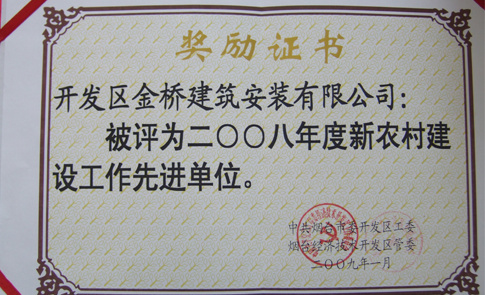 奖励证书
开发区金桥建筑安装有限公司：
被评为二〇〇八年度新农村建
设工作先进单位。
中共烟台市委开发区工委
烟台经济技术开发区管委
二〇〇九年一月